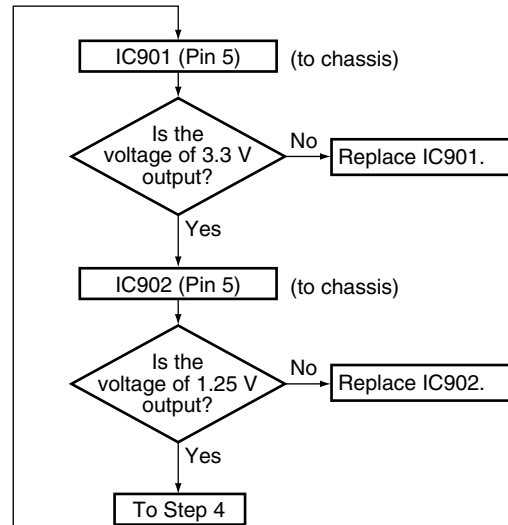 IC901 (Pin 5) (to chassis)
Is the
voltage of 3.3 V
output?
No
Replace IC901.
Yes
IC902 (Pin 5) (to chassis)
Is the
voltage of 1.25 V
output?
No
Replace IC902.
Yes
To Step 4